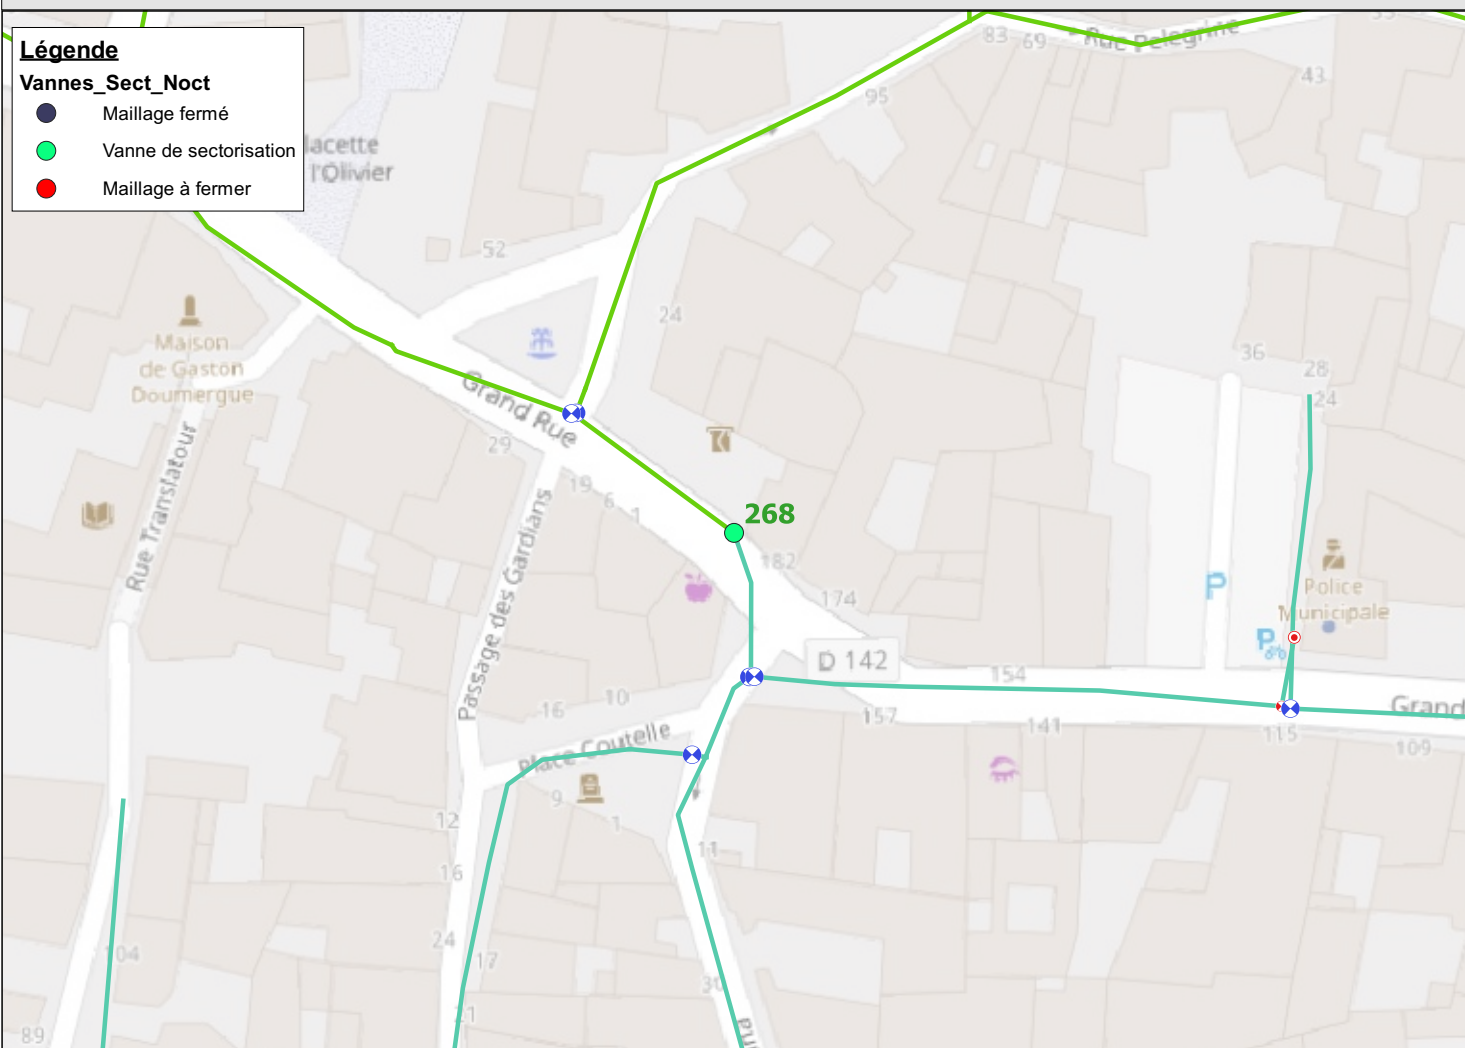 Légende
Vannes_Sect_Noct
Maillage fermé
Vanne de sectorisation
Maillage à fermer
lacette
l'Olivier
83
69
Rue Pelegrine
43
95
52
24
Maison
de Gaston
Doumergue
Grand Rue
29
19
6
1
268
182
174
36
28
24
Police
Municipale
P
P
Rue Translatour
Passage des Gardians
D 142
154
157
141
115
109
Grand
10
16
Place Coutelle
9
1
12
11
16
24
17
21
30
104
89